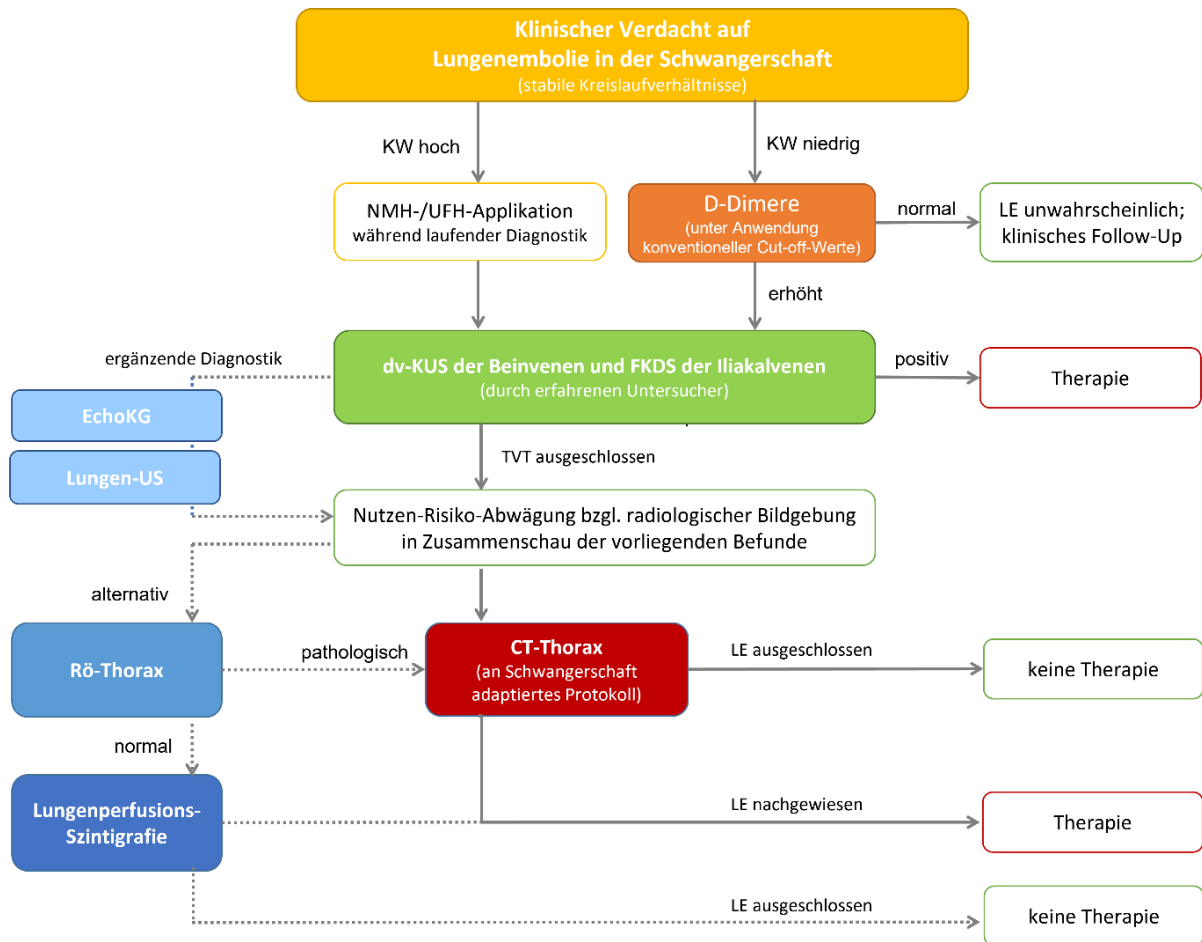 Klinischer Verdacht auf
Lungenembolie in der Schwangerschaft
(stabile Kreislaufverhältnisse)
KW hoch
KW niedrig
NMH-/UFH-Applikation
während laufender Diagnostik
D-Dimere
(unter Anwendung
konventioneller Cut-off-Werte)
normal
LE unwahrscheinlich;
klinisches Follow-Up
erhöht
ergänzende Diagnostik
dv-KUS der Beinvenen und FKDS der Iliakalvenen
(durch erfahrenen Untersucher)
positiv
Therapie
EchoKG
Lungen-US
TVT ausgeschlossen
Nutzen-Risiko-Abwägung bzgl. radiologischer Bildgebung
in Zusammenschau der vorliegenden Befunde
alternativ
Rö-Thorax
pathologisch
CT-Thorax
(an Schwangerschaft
adaptiertes Protokoll)
LE ausgeschlossen
keine Therapie
normal
Lungenperfusions-
Szintigrafie
LE nachgewiesen
Therapie
LE ausgeschlossen
keine Therapie